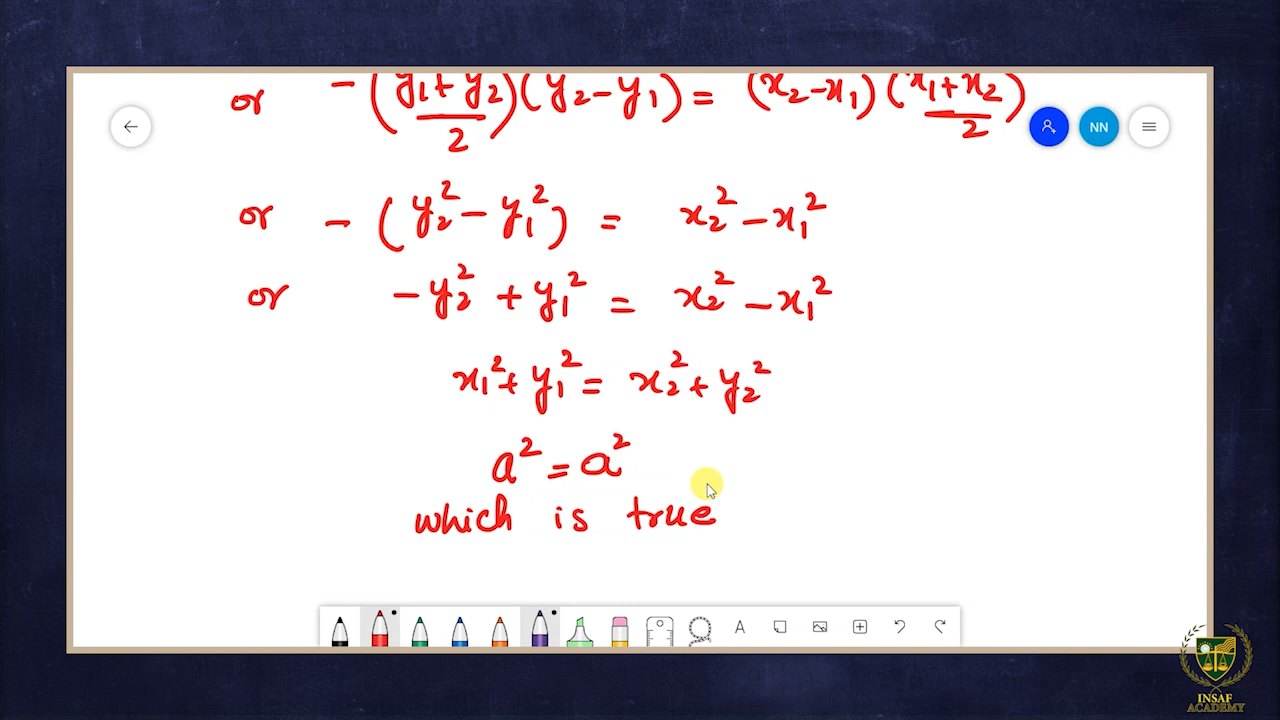 or -((y₁+y₂)/2)(y₂-y₁) = (x₂-x₁)((x₁+x₂)/2)
NN
or -(y₂²-y₁²) = x₂²-x₁²
or -y₂²+y₁² = x₂²-x₁²
x₁²+y₁² = x₂²+y₂²
a² = a²
which is true
A
INSAF
ACADEMY